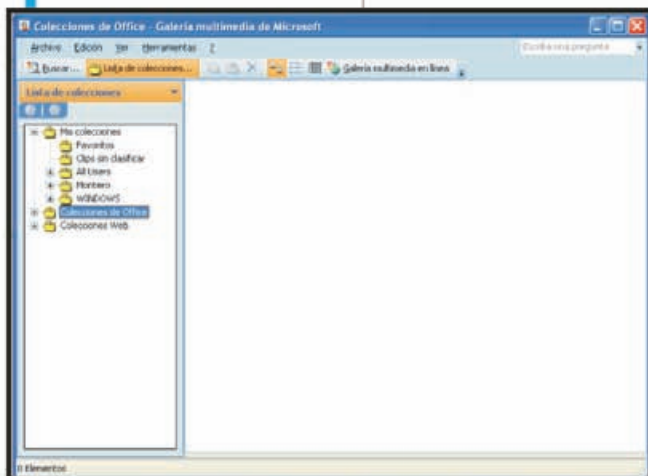 Colecciones de Office - Galería multimedia de Microsoft
Archivo Edición Ver Herramientas ?
Escriba una pregunta
Buscar... Lista de colecciones... Galería multimedia en línea
Lista de colecciones
Mis colecciones
Favoritos
Clips sin clasificar
All Users
Montero
WINDOWS
Colecciones de Office
Colecciones Web
0 Elementos